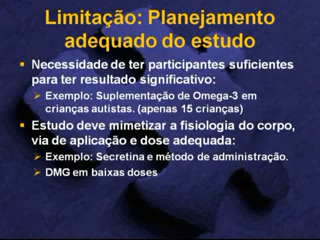 Limitação: Planejamento
adequado do estudo
Necessidade de ter participantes suficientes
para ter resultado significativo:
Exemplo: Suplementação de Omega-3 em
crianças autistas. (apenas 15 crianças)
Estudo deve mimetizar a fisiologia do corpo,
via de aplicação e dose adequada:
Exemplo: Secretina e método de administração.
DMG em baixas doses